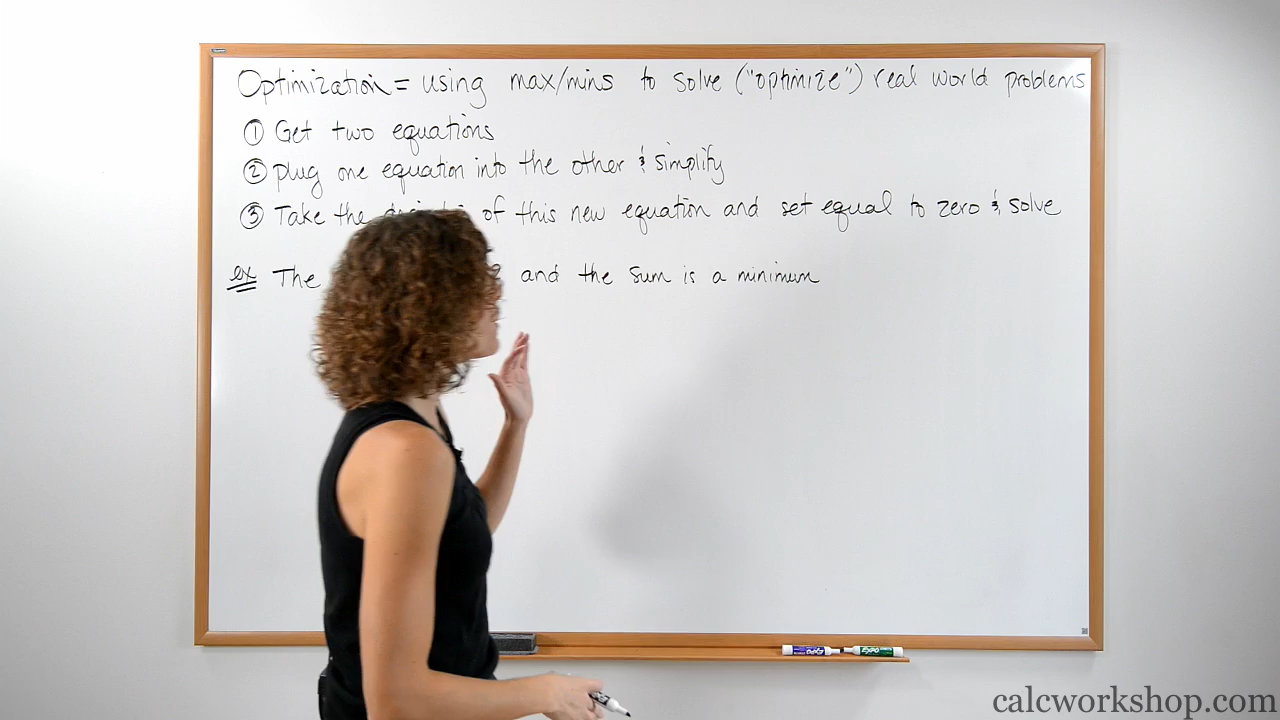 Optimization = using max/mins to solve ("optimize") real world problems
① Get two equations
② plug one equation into the other & simplify
③ Take the of this new equation and set equal to zero & solve
ex The and the sum is a minimum
EXPO
calcworkshop.com